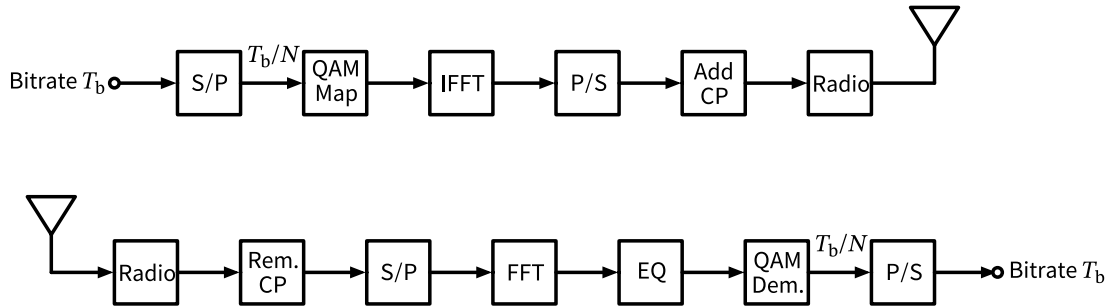 T_b/N
Bitrate T_b
S/P
QAM
Map
IFFT
P/S
Add
CP
Radio
Radio
Rem.
CP
S/P
FFT
EQ
QAM
Dem.
T_b/N
P/S
Bitrate T_b